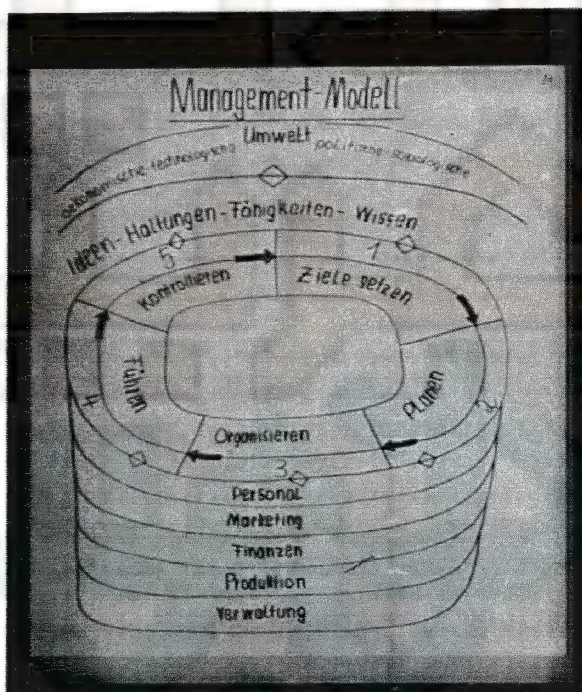 Management-Modell
Umwelt
oekonomische-technologische politische-soziologische
Ideen-Haltungen-Fähigkeiten-Wissen
5
1
Kontrollieren
Ziele setzen
Führen
4
Planen
2
Organisieren
3
Personal
Marketing
Finanzen
Produktion
Verwaltung